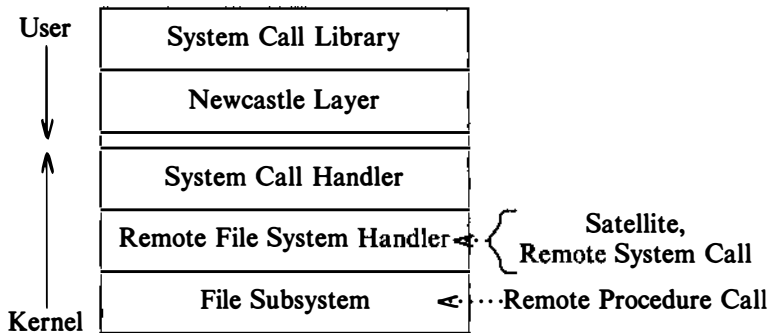 User
System Call Library
Newcastle Layer
System Call Handler
Remote File System Handler
Satellite,
Remote System Call
File Subsystem
Remote Procedure Call
Kernel